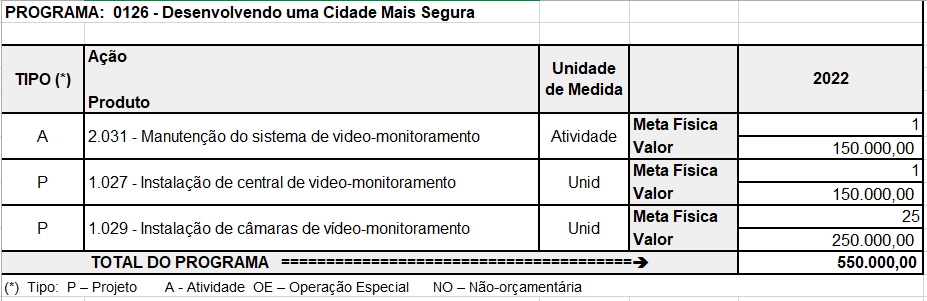 PROGRAMA: 0126 - Desenvolvendo uma Cidade Mais Segura
TIPO (*) Ação Produto Unidade de Medida 2022
A 2.031 - Manutenção do sistema de video-monitoramento Atividade Meta Física 1
Valor 150.000,00
P 1.027 - Instalação de central de video-monitoramento Unid Meta Física 1
Valor 150.000,00
P 1.029 - Instalação de câmaras de vídeo-monitoramento Unid Meta Física 25
Valor 250.000,00
TOTAL DO PROGRAMA =======================================➔ 550.000,00
(*) Tipo: P – Projeto A - Atividade OE – Operação Especial NO – Não-orçamentária